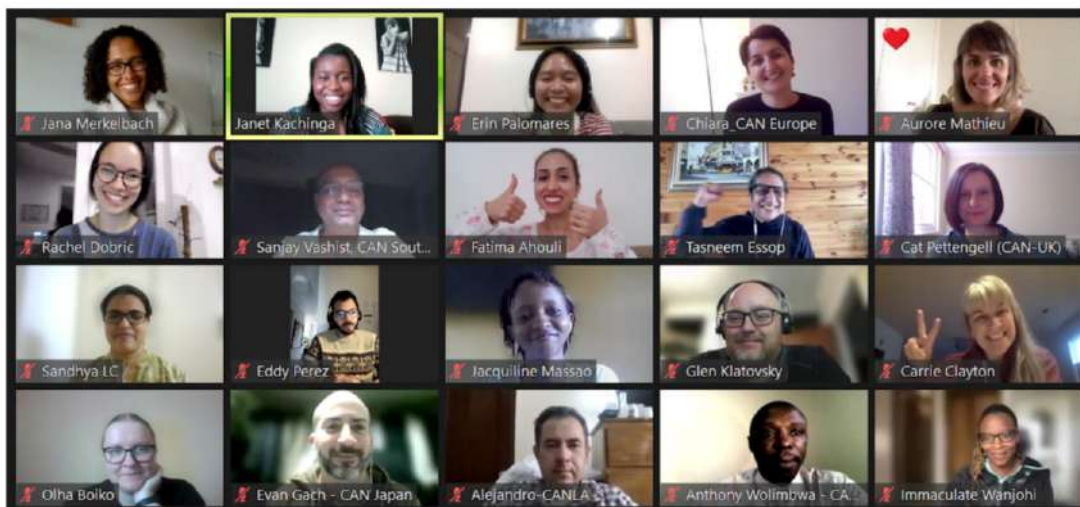 Jana Merkelbach
Janet Kachinga
Erin Palomares
Chiara_CAN Europe
Aurore Mathieu
Rachel Dobric
Sanjay Vashist, CAN Sout...
Fatima Ahouli
Tasneem Essop
Cat Pettengell (CAN-UK)
Sandhya LC
Eddy Perez
Jacquiline Massao
Glen Klatovsky
Carrie Clayton
Olha Boiko
Evan Gach - CAN Japan
Alejandro-CANLA
Anthony Wolimbwa - CA...
Immaculate Wanjohi